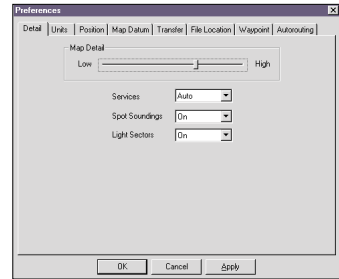 Preferences
Detail Units Position Map Datum Transfer File Location Waypoint Autorouting
Map Detail
Low High
Services Auto
Spot Soundings On
Light Sectors On
OK Cancel Apply